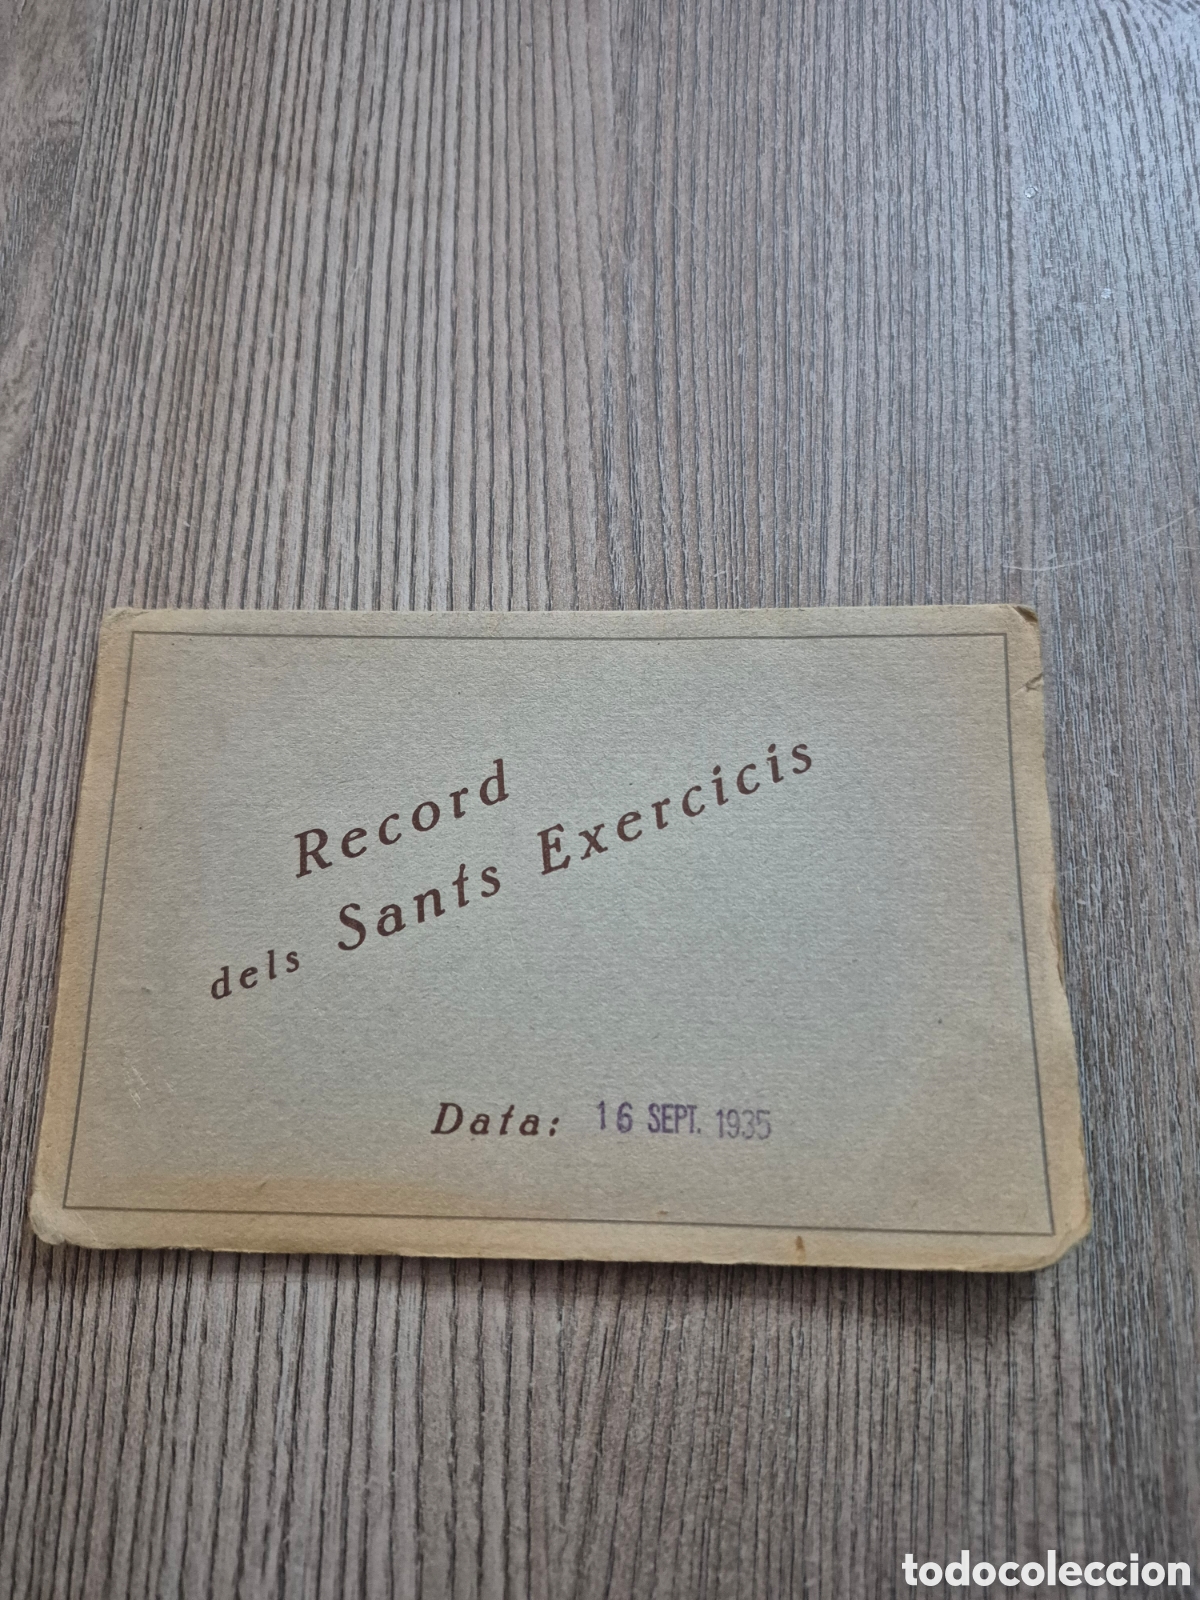 Record
dels Sants Exercicis
Data: 16 SEPT. 1935
todocoleccion